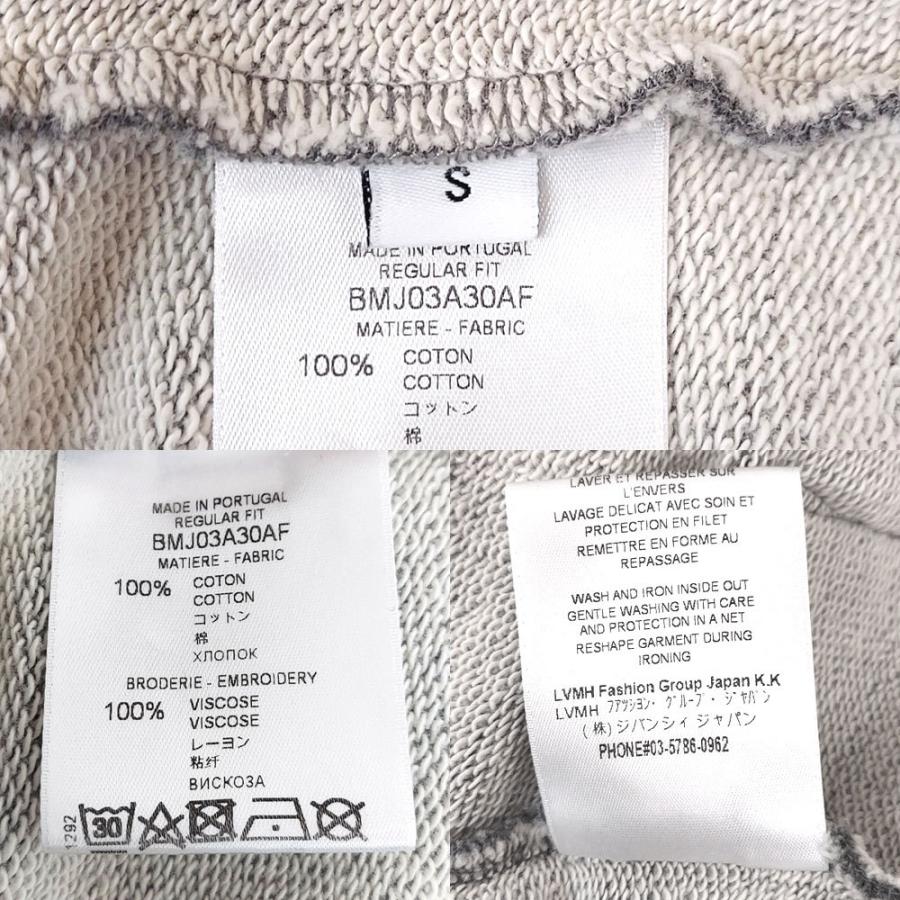 S
MADE IN PORTUGAL
REGULAR FIT
BMJ03A30AF
MATIERE - FABRIC
100% COTON
COTTON
コットン
棉
MADE IN PORTUGAL
REGULAR FIT
BMJ03A30AF
MATIERE - FABRIC
100% COTON
COTTON
コットン
棉
ХЛОПОК
BRODERIE - EMBROIDERY
100% VISCOSE
VISCOSE
レーヨン
粘纤
ВИСКОЗА
30
1292
LAVER ET REPASSER SUR
L'ENVERS
LAVAGE DELICAT AVEC SOIN ET
PROTECTION EN FILET
REMETTRE EN FORME AU
REPASSAGE
WASH AND IRON INSIDE OUT
GENTLE WASHING WITH CARE
AND PROTECTION IN A NET
RESHAPE GARMENT DURING
IRONING
LVMH Fashion Group Japan K.K
LVMH ファッション・グループ・ジャパン
(株)ジバンシィ ジャパン
PHONE#03-5786-0962